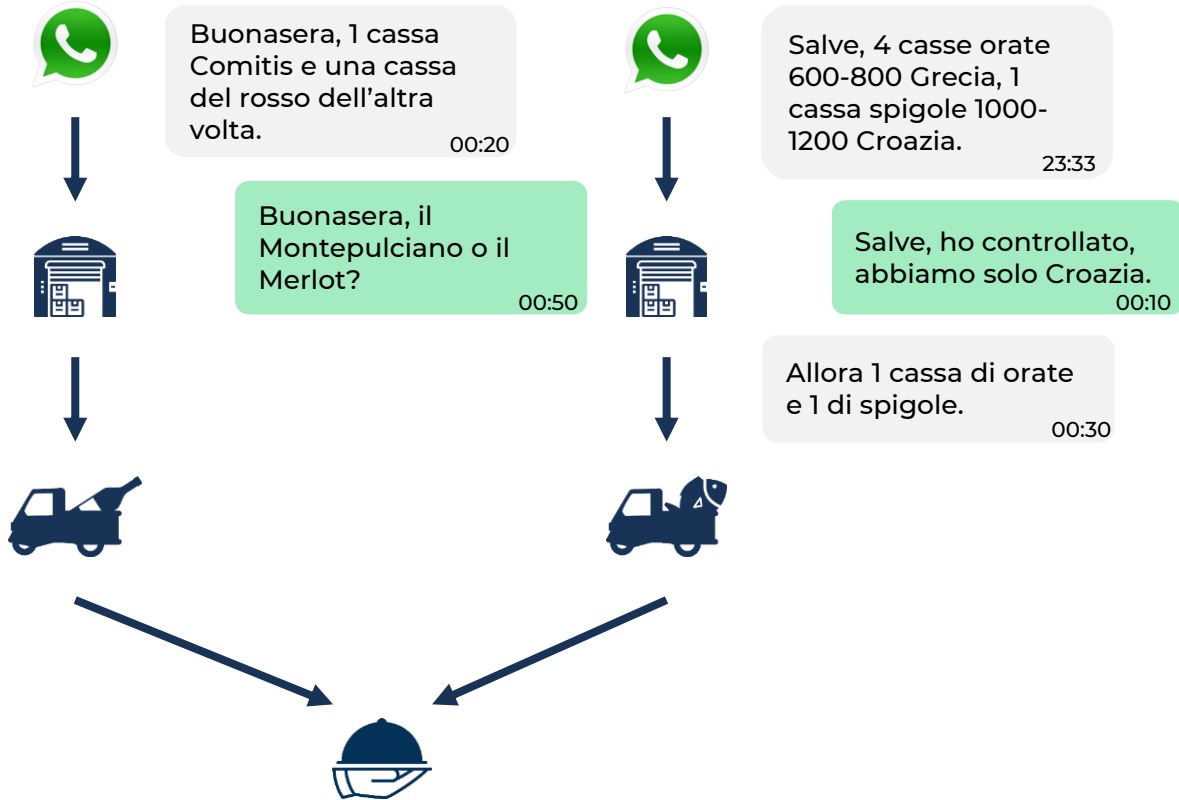 Buonasera, 1 cassa
Comitis e una cassa
del rosso dell’altra
volta.
00:20
Buonasera, il
Montepulciano o il
Merlot?
00:50
Salve, 4 casse orate
600-800 Grecia, 1
cassa spigole 1000-
1200 Croazia.
23:33
Salve, ho controllato,
abbiamo solo Croazia.
00:10
Allora 1 cassa di orate
e 1 di spigole.
00:30